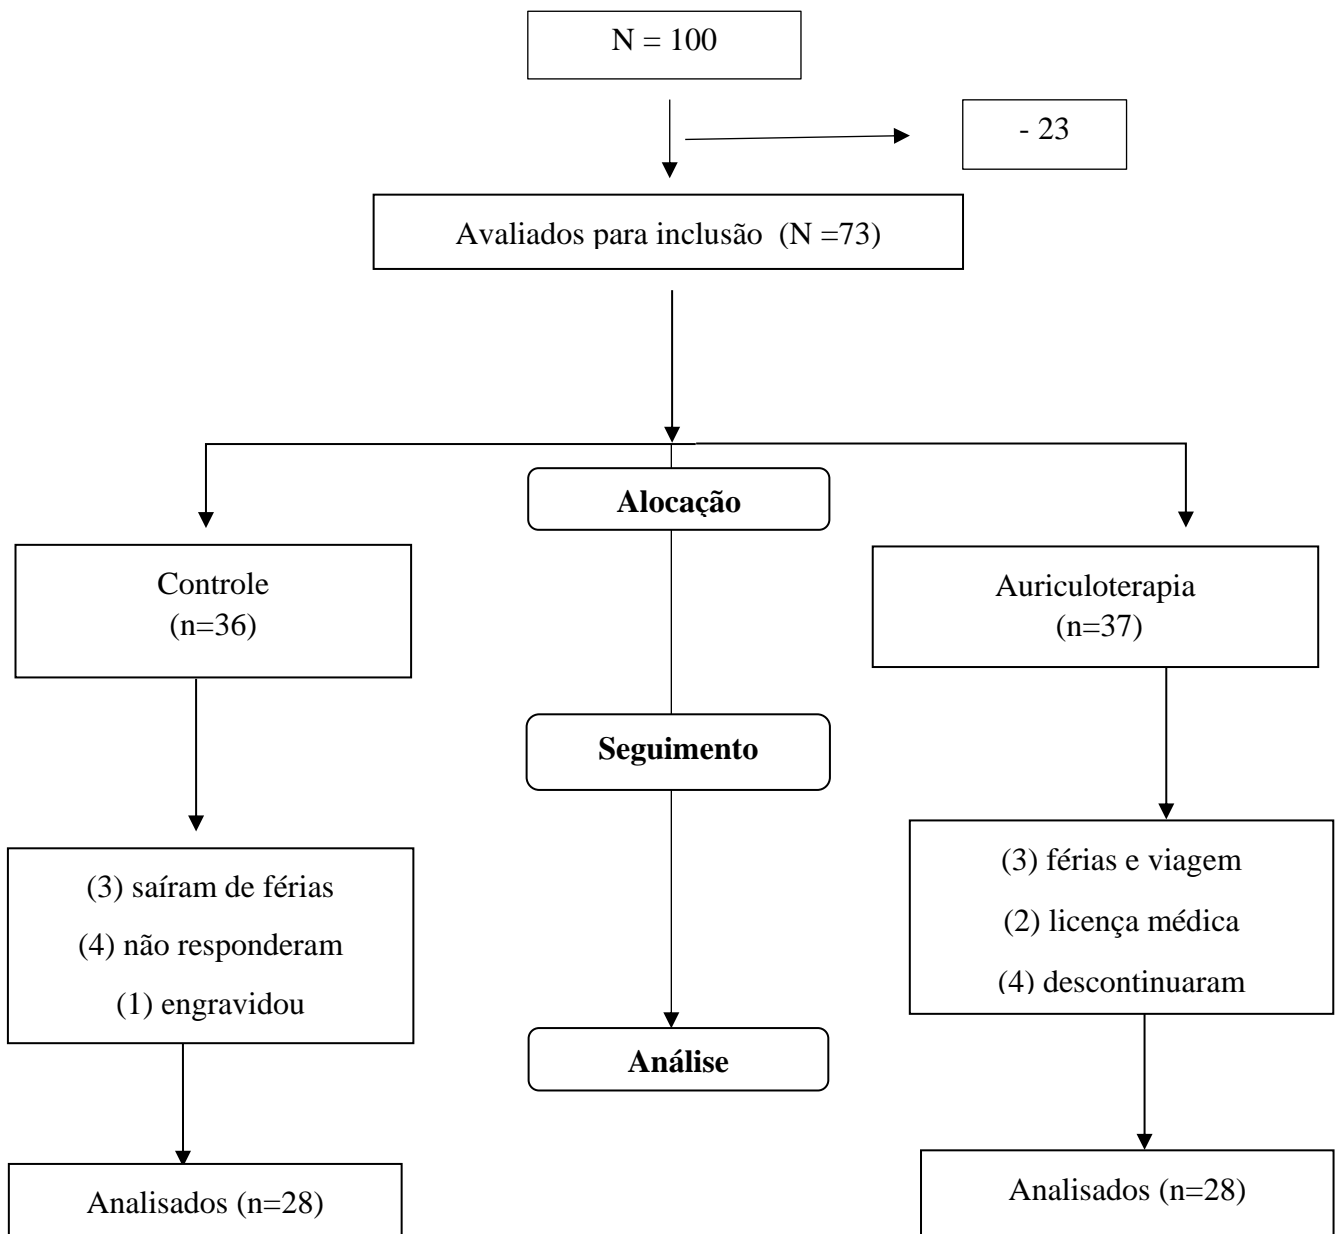 N = 100
- 23
Avaliados para inclusão (N =73)
Alocação
Controle
(n=36)
Auriculoterapia
(n=37)
Seguimento
(3) saíram de férias
(4) não responderam
(1) engravidou
(3) férias e viagem
(2) licença médica
(4) descontinuaram
Análise
Analisados (n=28)
Analisados (n=28)